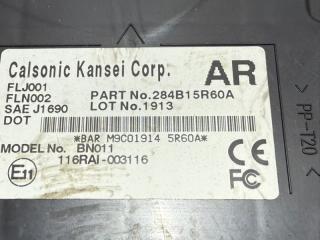 Calsonic Kansei Corp. AR
FLJ001
FLN002 PART No.284B15R60A
SAE J1690 LOT No.1913
DOT
*BAR M9C01914 5R60A*
MODEL No. BN011
116RAI-003116
E11 CE
FC
> PP-T20 <